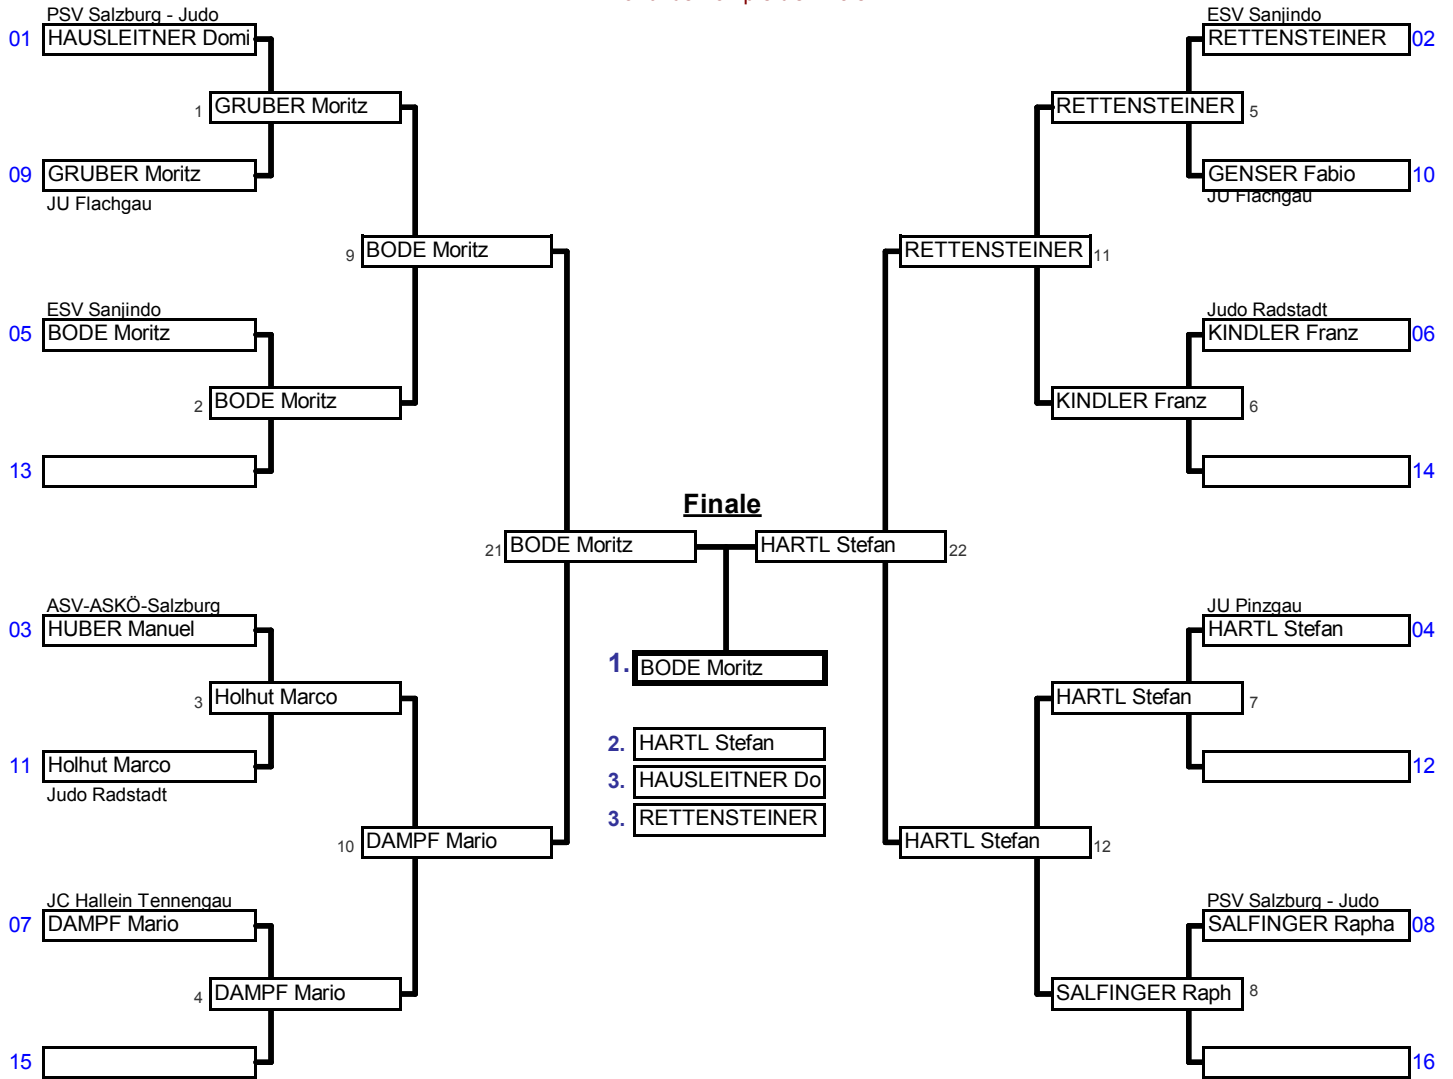 PSV Salzburg - Judo
01 HAUSLEITNER Domi
1 GRUBER Moritz
09 GRUBER Moritz
JU Flachgau
9 BODE Moritz
ESV Sanjindo
05 BODE Moritz
2 BODE Moritz
13
21 BODE Moritz
ASV-ASKÖ-Salzburg
03 HUBER Manuel
3 Holhut Marco
11 Holhut Marco
Judo Radstadt
10 DAMPF Mario
JC Hallein Tennengau
07 DAMPF Mario
4 DAMPF Mario
15
Finale
1. BODE Moritz
2. HARTL Stefan
3. HAUSLEITNER Do
3. RETTENSTEINER
ESV Sanjindo
RETTENSTEINER 02
RETTENSTEINER 5
GENSER Fabio 10
JU Flachgau
RETTENSTEINER 11
Judo Radstadt
KINDLER Franz 06
KINDLER Franz 6
14
HARTL Stefan 22
JU Pinzgau
HARTL Stefan 04
HARTL Stefan 7
12
HARTL Stefan 12
PSV Salzburg - Judo
SALFINGER Rapha 08
SALFINGER Raph 8
16